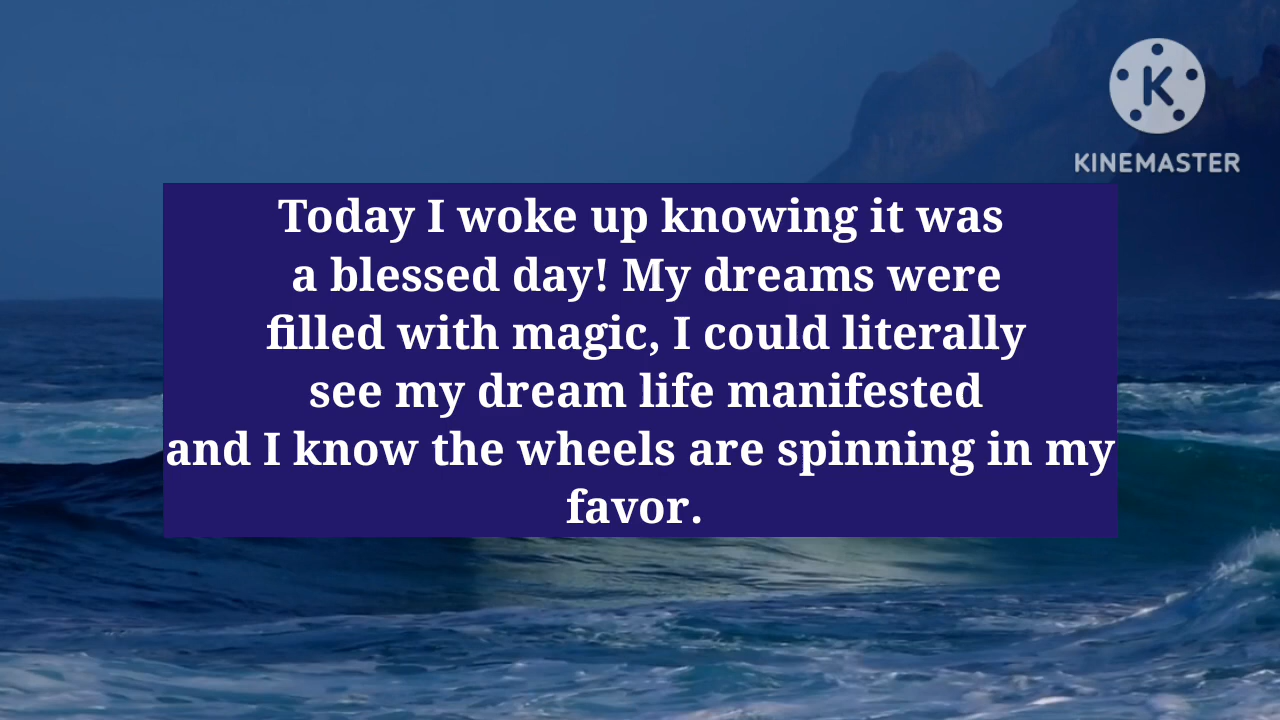 K
KINEMASTER
Today I woke up knowing it was
a blessed day! My dreams were
filled with magic, I could literally
see my dream life manifested
and I know the wheels are spinning in my
favor.